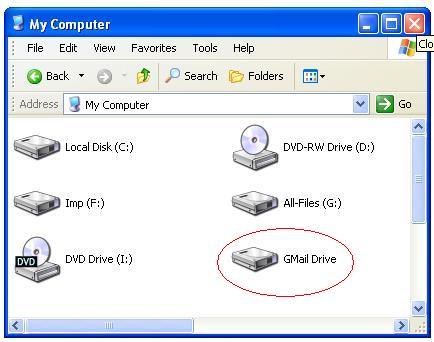 My Computer
Clo
File Edit View Favorites Tools Help
Back Search Folders
Address My Computer Go
Local Disk (C:) DVD-RW Drive (D:)
Imp (F:) All-Files (G:)
DVD DVD Drive (I:) GMail Drive